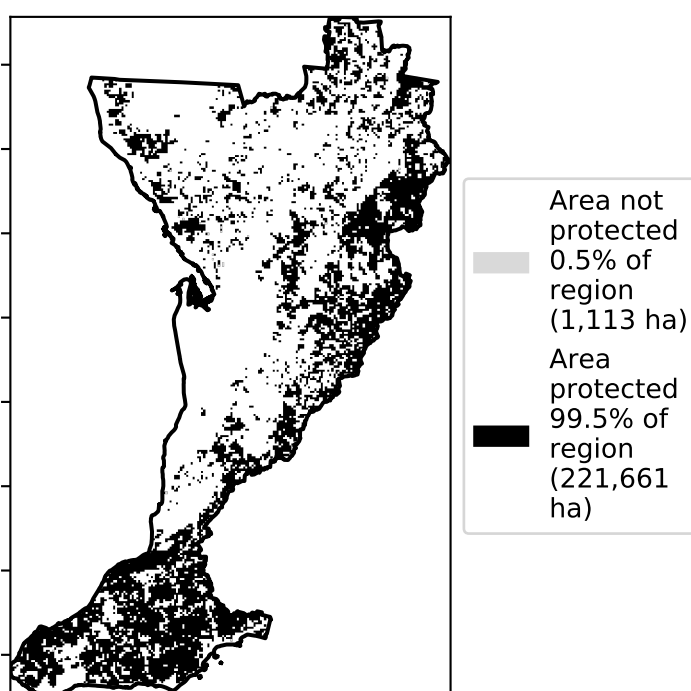 Area not
protected
0.5% of
region
(1,113 ha)
Area
protected
99.5% of
region
(221,661
ha)